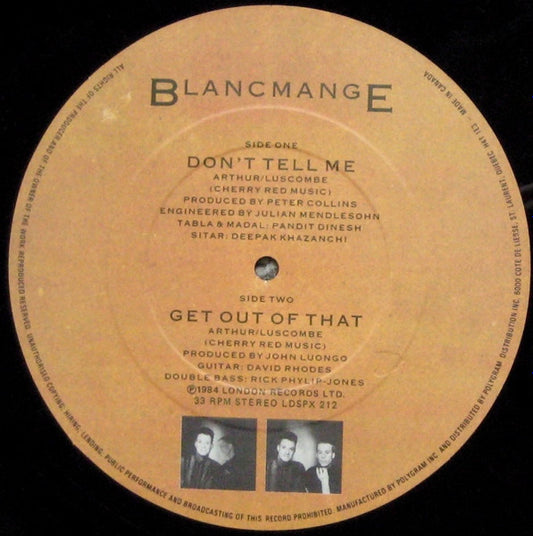 BLANCMANGE
SIDE ONE
DON'T TELL ME
ARTHUR/LUSCOMBE
(CHERRY RED MUSIC)
PRODUCED BY PETER COLLINS
ENGINEERED BY JULIAN MENDLESOHN
TABLA & MADAL: PANDIT DINESH
SITAR: DEEPAK KHAZANCHI
SIDE TWO
GET OUT OF THAT
ARTHUR/LUSCOMBE
(CHERRY RED MUSIC)
PRODUCED BY JOHN LUONGO
GUITAR: DAVID RHODES
DOUBLE BASS: RICK PHYLIP-JONES
℗1984 LONDON RECORDS LTD.
33 RPM STEREO LDSPX 212
ALL RIGHTS OF THE PRODUCER AND OF THE OWNER OF THE WORK REPRODUCED RESERVED. UNAUTHORISED COPYING, HIRING, LENDING, PUBLIC PERFORMANCE AND BROADCASTING OF THIS RECORD PROHIBITED. MANUFACTURED BY POLYGRAM INC. AND DISTRIBUTED BY POLYGRAM DISTRIBUTION INC. 6000 COTE DE LIESSE, ST. LAURENT, QUEBEC. H4T 1E3 – MADE IN CANADA